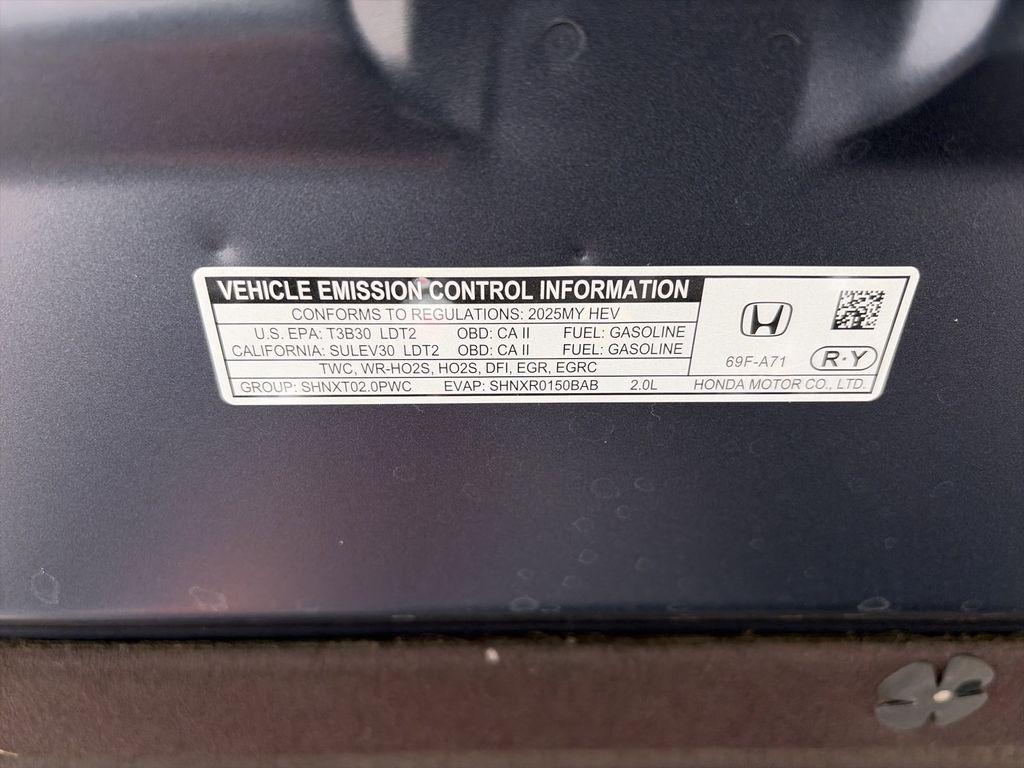 VEHICLE EMISSION CONTROL INFORMATION
CONFORMS TO REGULATIONS: 2025MY HEV
U.S. EPA: T3B30 LDT2 OBD: CA II FUEL: GASOLINE
CALIFORNIA: SULEV30 LDT2 OBD: CA II FUEL: GASOLINE
TWC, WR-HO2S, HO2S, DFI, EGR, EGRC
GROUP: SHNXT02.0PWC EVAP: SHNXR0150BAB 2.0L
69F-A71
R-Y
HONDA MOTOR CO., LTD.